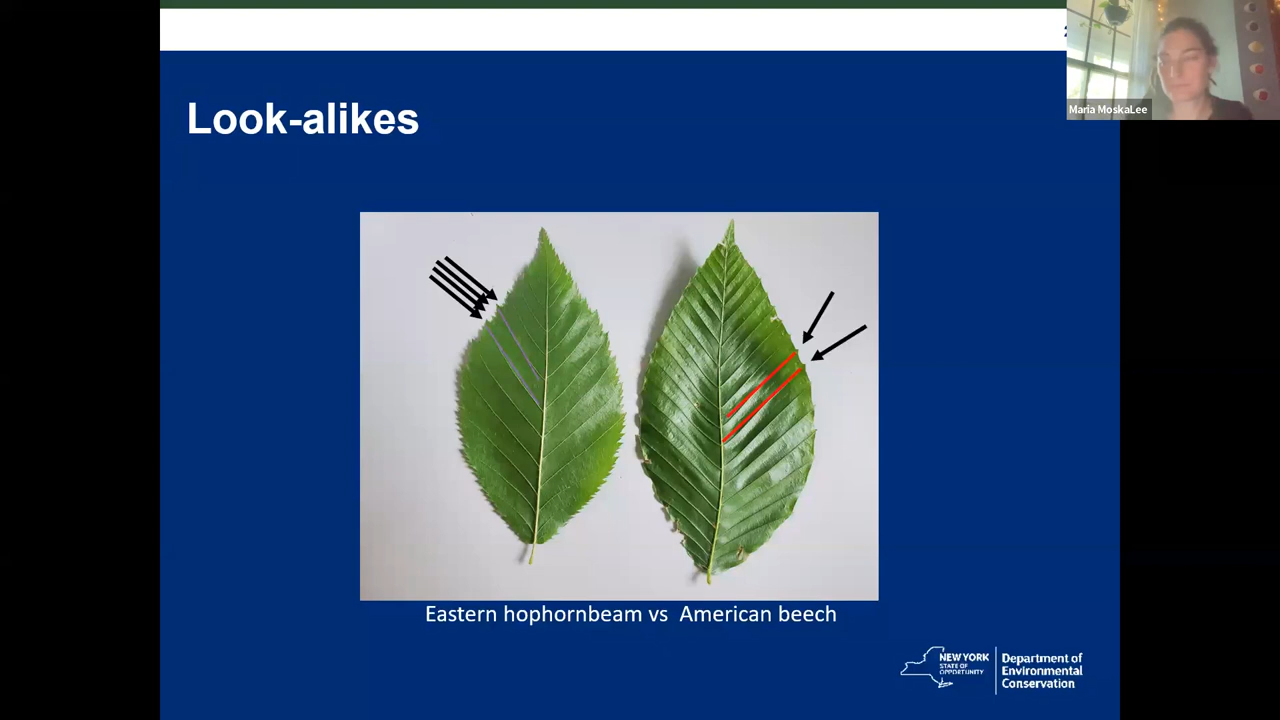 Maria MoskaLee
Look-alikes
Eastern hophornbeam vs American beech
NEW YORK
STATE OF
OPPORTUNITY
Department of
Environmental
Conservation